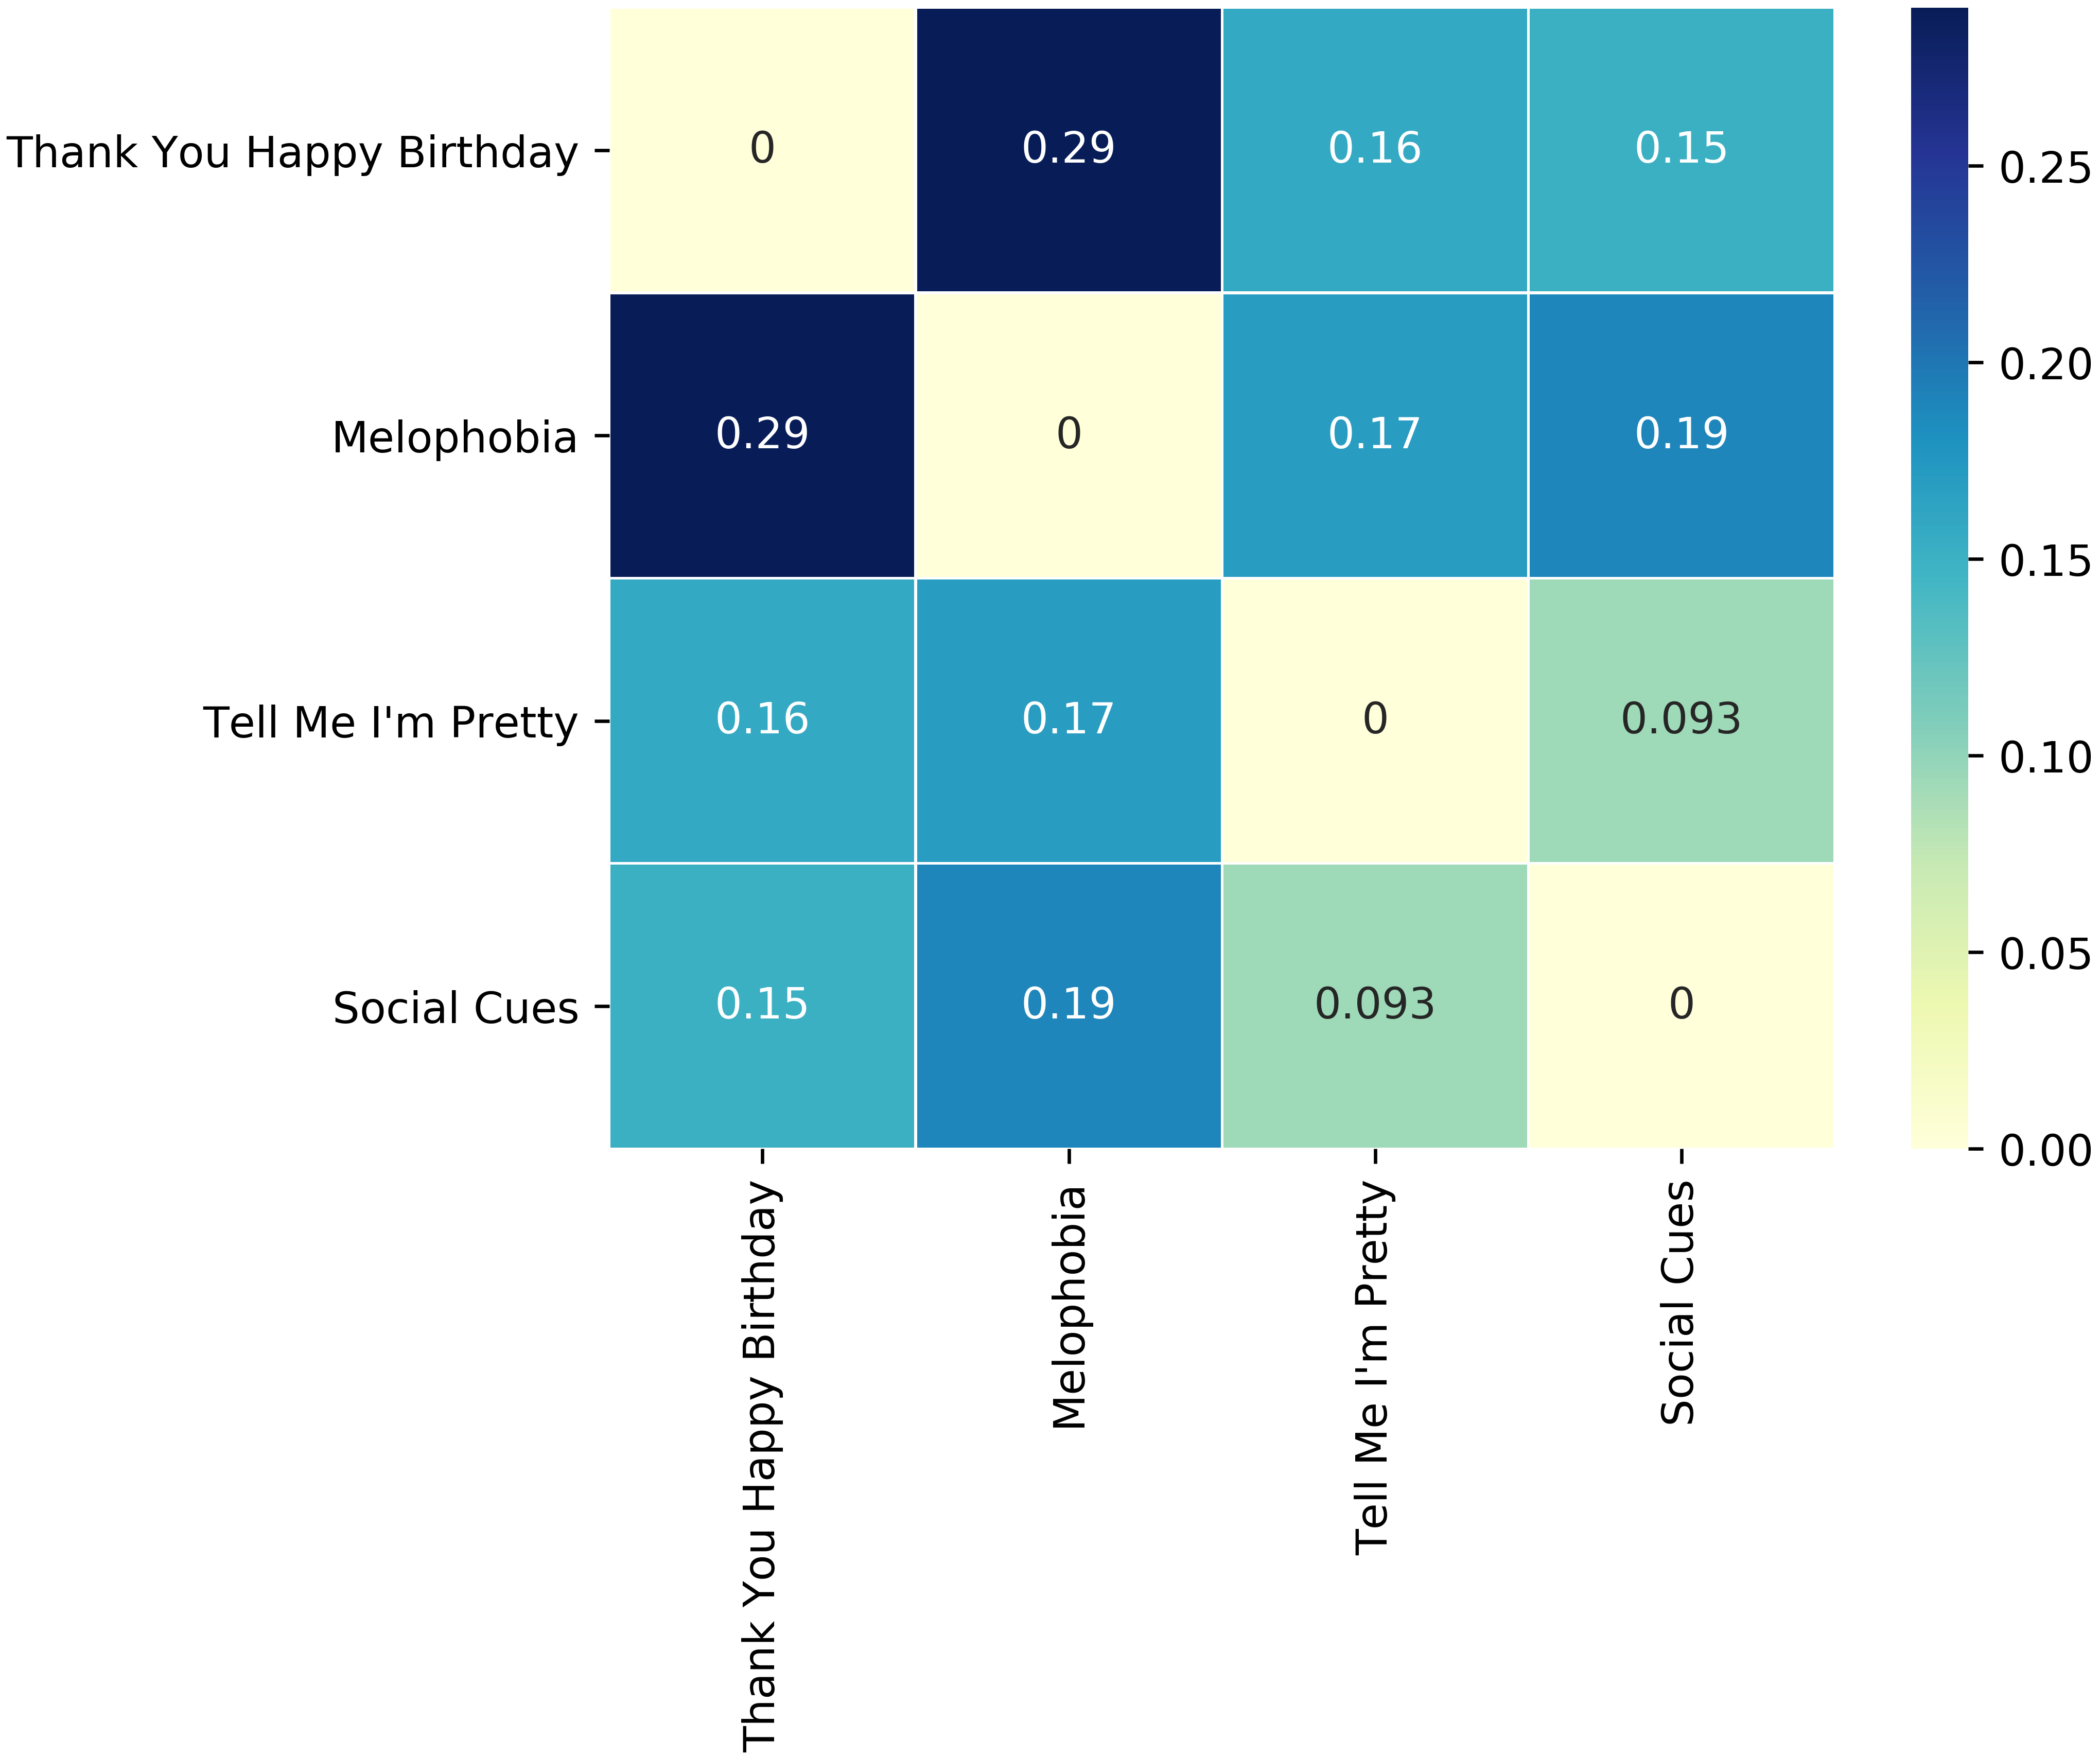 Thank You Happy Birthday 0 0.29 0.16 0.15
Melophobia 0.29 0 0.17 0.19
Tell Me I'm Pretty 0.16 0.17 0 0.093
Social Cues 0.15 0.19 0.093 0
Thank You Happy Birthday
Melophobia
Tell Me I'm Pretty
Social Cues
0.25
0.20
0.15
0.10
0.05
0.00